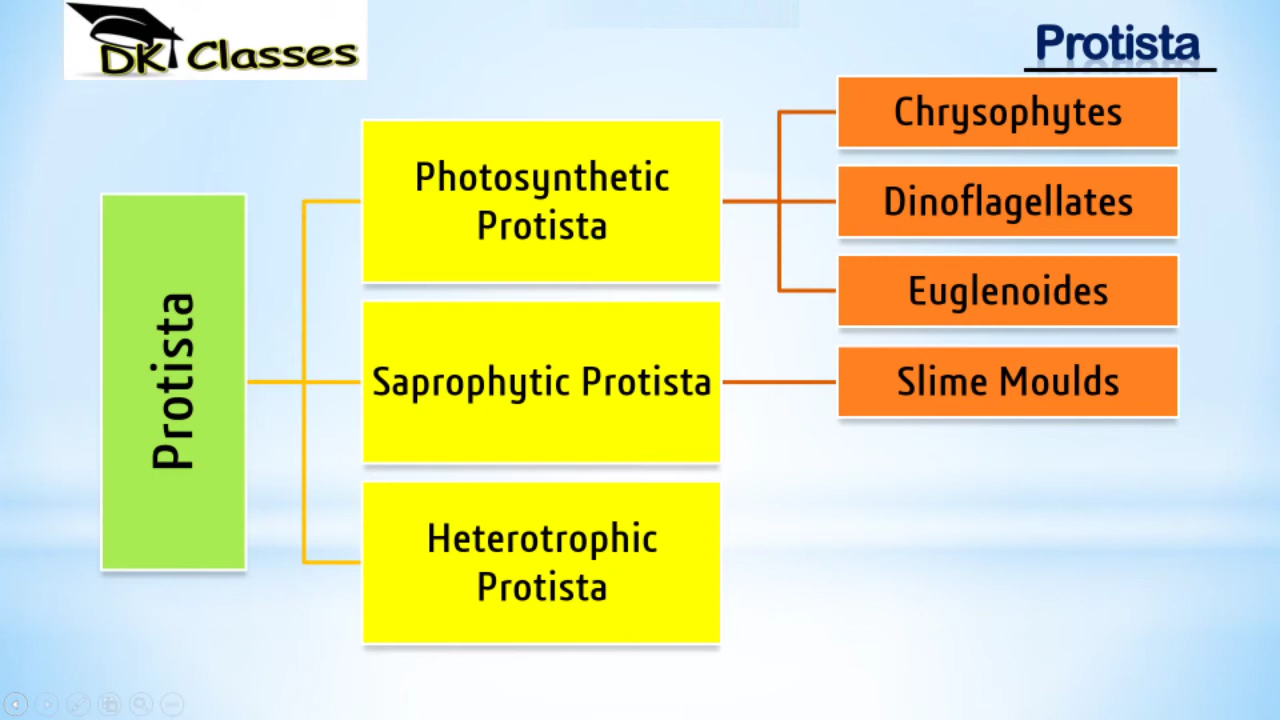 DK Classes
Protista
Chrysophytes
Photosynthetic
Protista
Dinoflagellates
Euglenoides
Protista
Saprophytic Protista
Slime Moulds
Heterotrophic
Protista